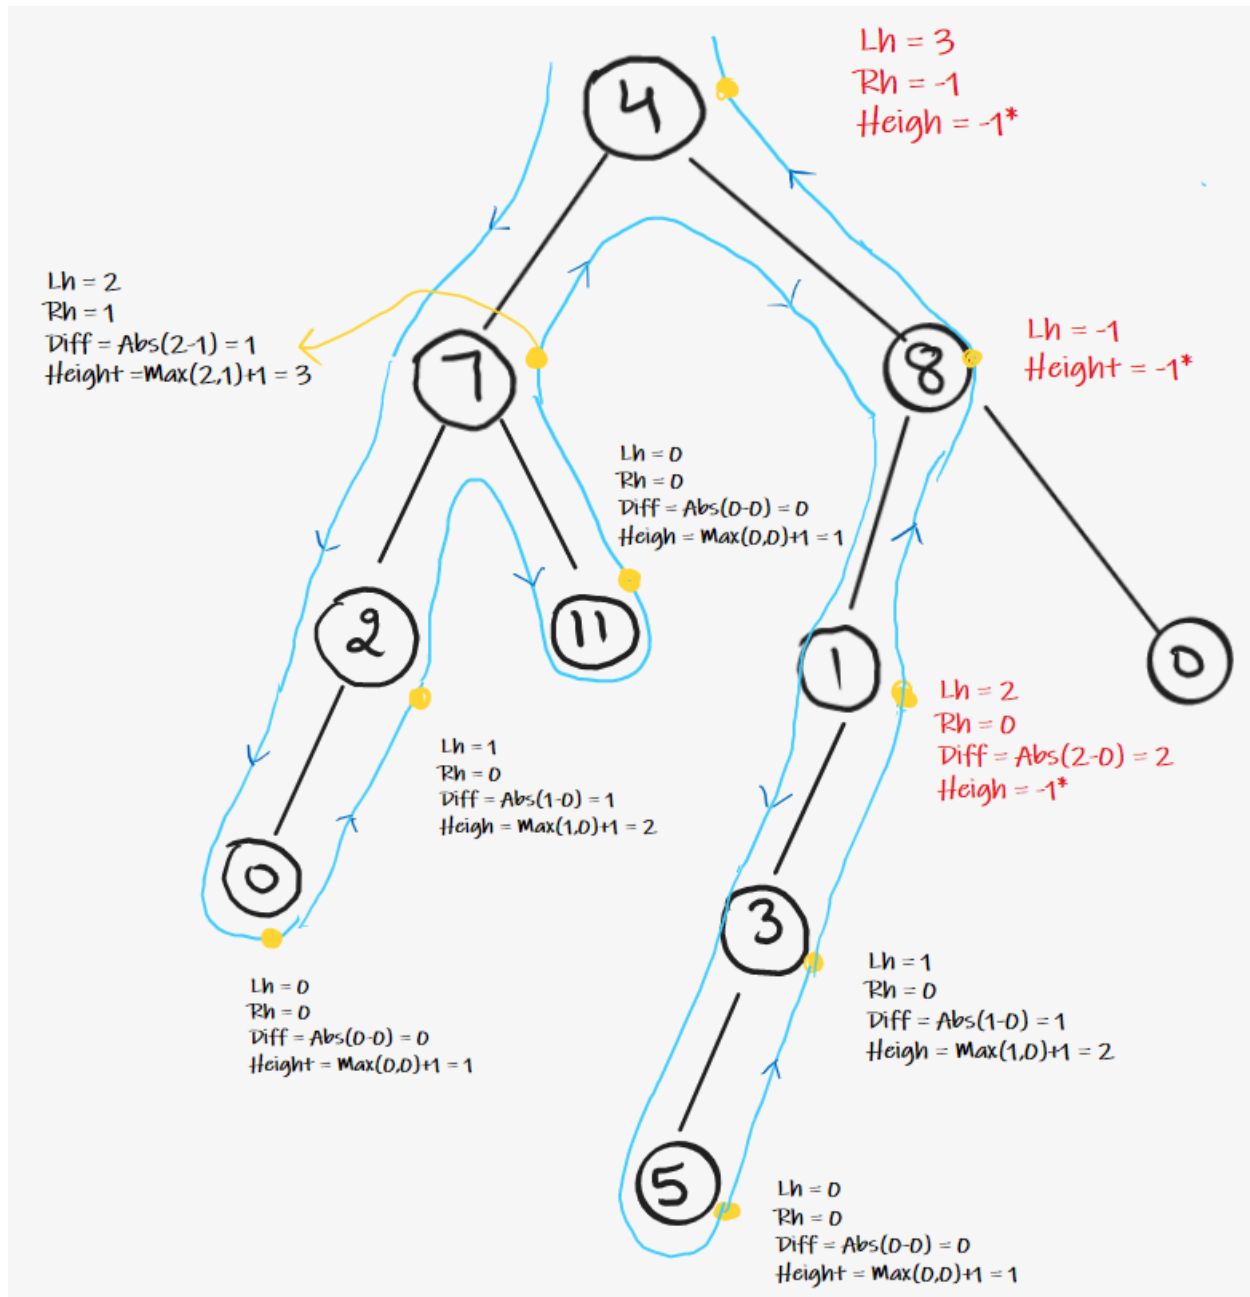 4
Lh = 3
Rh = -1
Heigh = -1*
Lh = 2
Rh = 1
Diff = Abs(2-1) = 1
Height =Max(2,1)+1 = 3
7
8
Lh = -1
Height = -1*
Lh = 0
Rh = 0
Diff = Abs(0-0) = 0
Heigh = Max(0,0)+1 = 1
2
11
1
0
Lh = 2
Rh = 0
Diff = Abs(2-0) = 2
Heigh = -1*
Lh = 1
Rh = 0
Diff = Abs(1-0) = 1
Heigh = Max(1,0)+1 = 2
0
3
Lh = 0
Rh = 0
Diff = Abs(0-0) = 0
Height = Max(0,0)+1 = 1
Lh = 1
Rh = 0
Diff = Abs(1-0) = 1
Heigh = Max(1,0)+1 = 2
5
Lh = 0
Rh = 0
Diff = Abs(0-0) = 0
Height = Max(0,0)+1 = 1